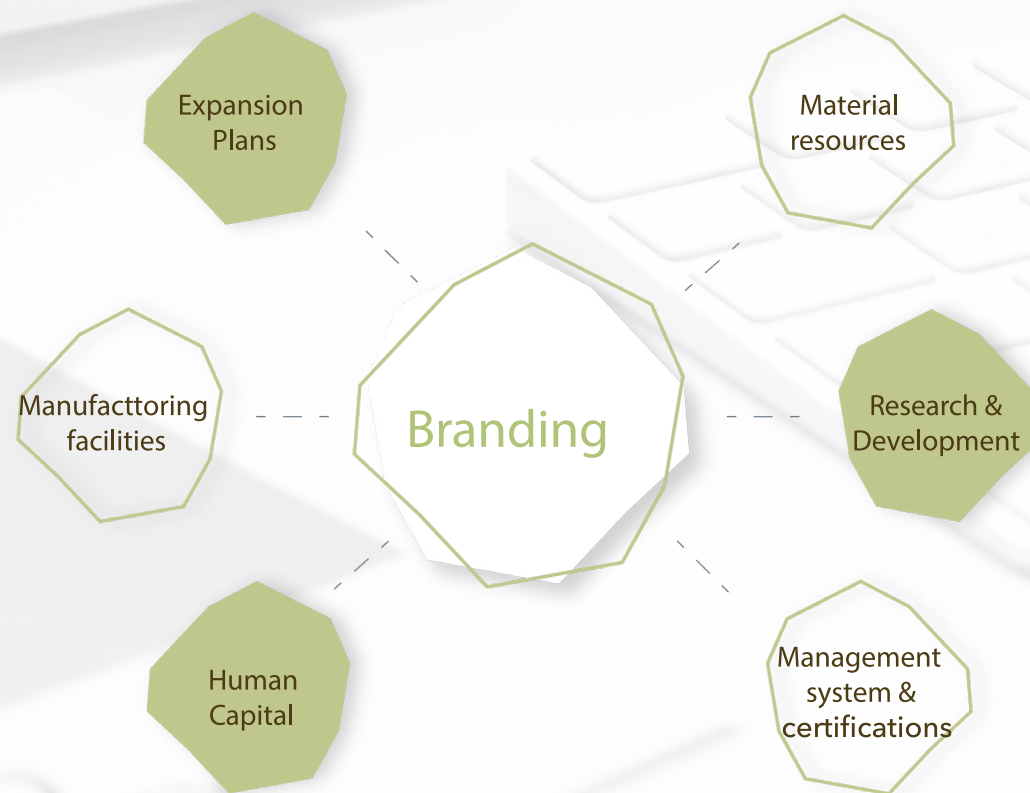 Expansion
Plans
Material
resources
Manufacttoring
facilities
Branding
Research &
Development
Human
Capital
Management
system &
certifications